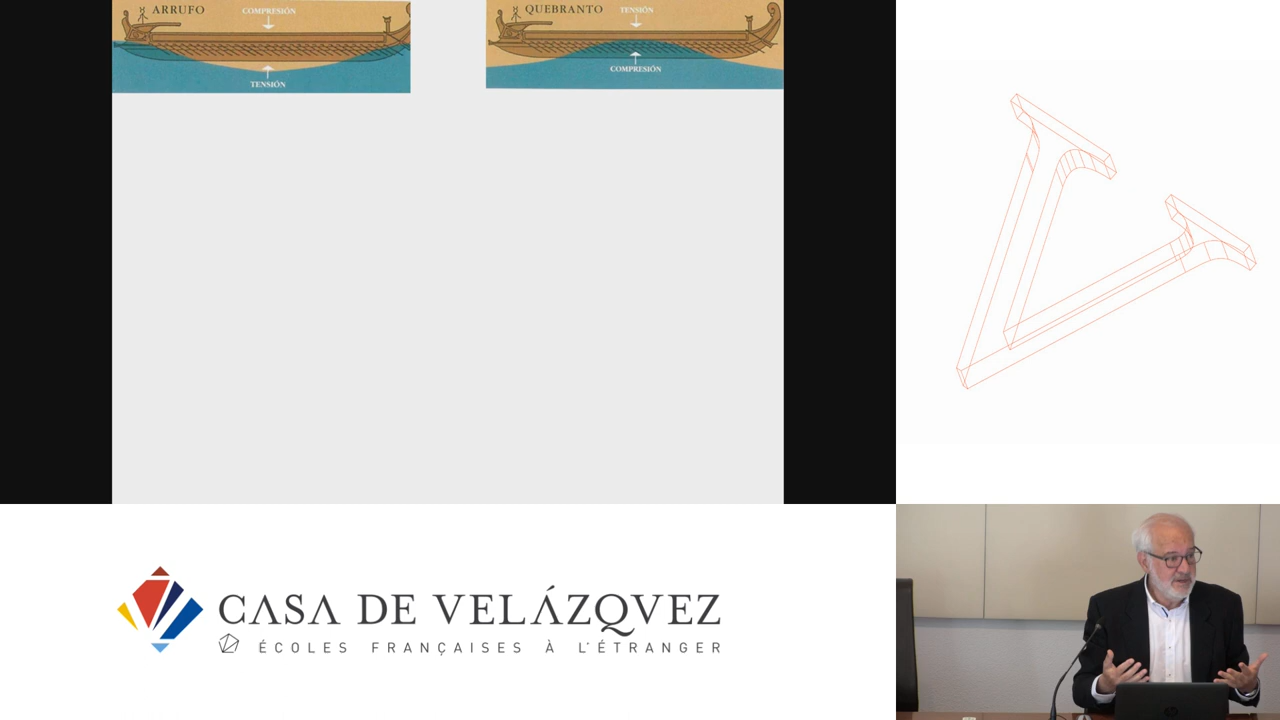 ARRUFO
COMPRESIÓN
TENSIÓN
QUEBRANTO
TENSIÓN
COMPRESIÓN
CASA DE VELÁZQVEZ
ÉCOLES FRANÇAISES À L'ÉTRANGER